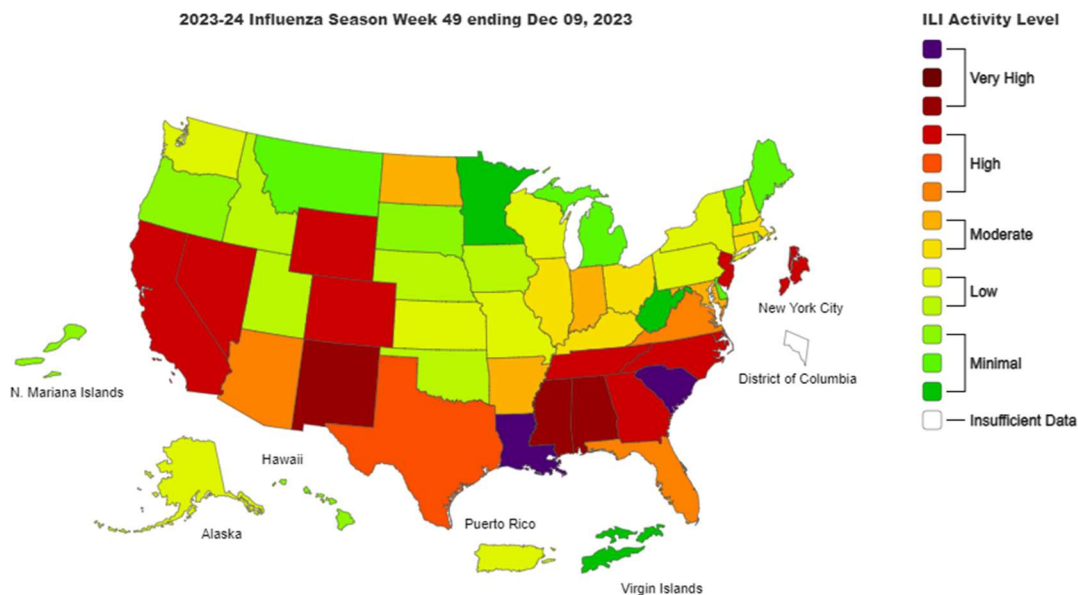 2023-24 Influenza Season Week 49 ending Dec 09, 2023
ILI Activity Level
Very High
High
Moderate
Low
Minimal
Insufficient Data
New York City
District of Columbia
N. Mariana Islands
Hawaii
Alaska
Puerto Rico
Virgin Islands